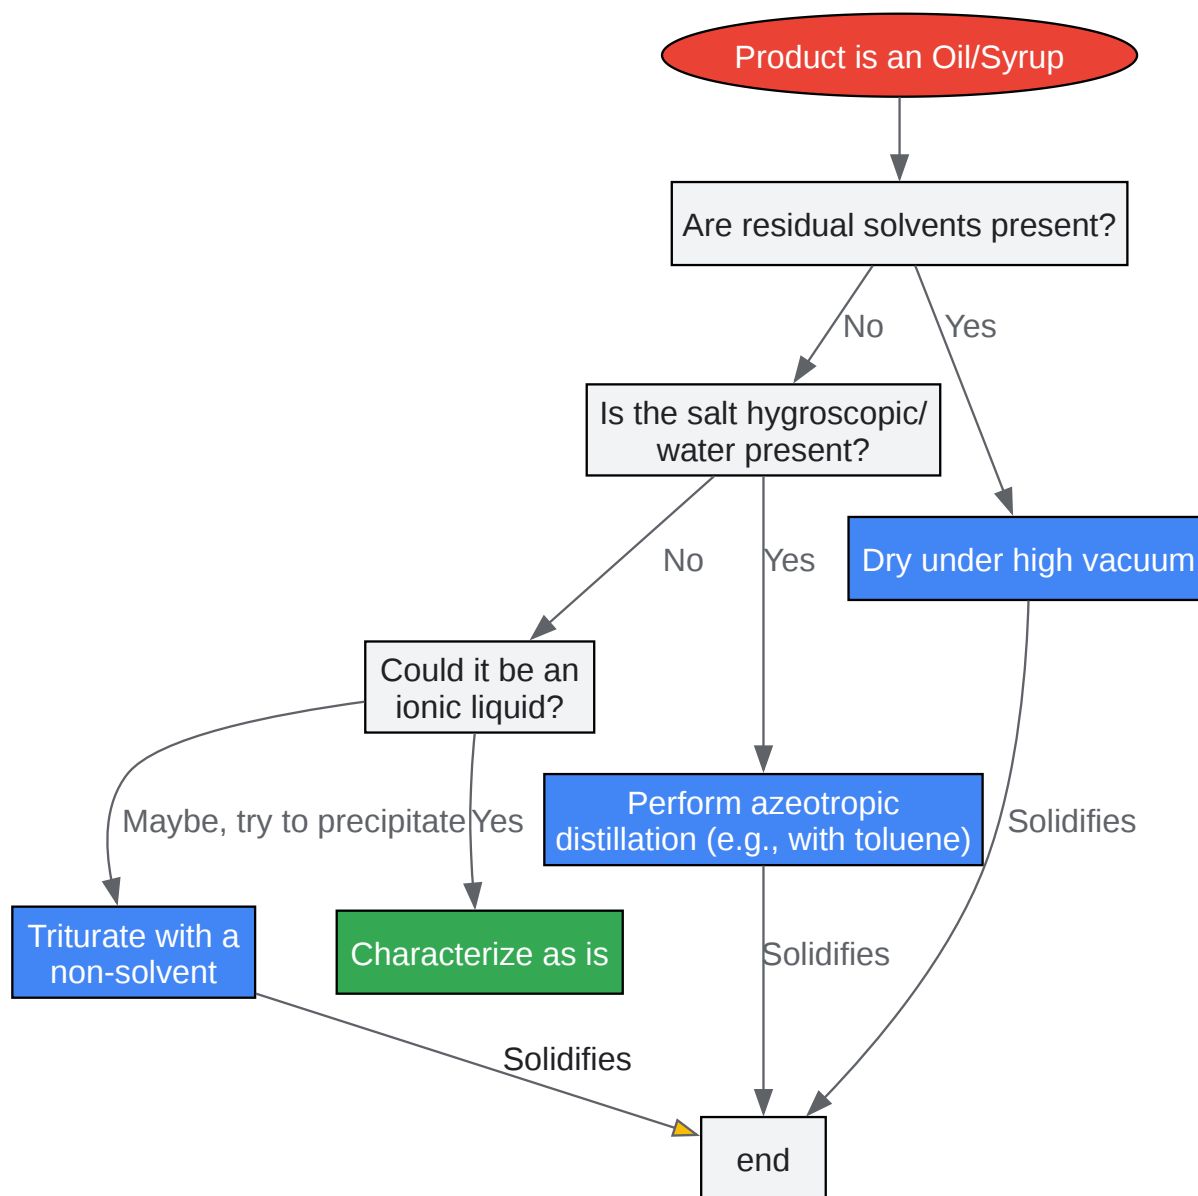 Product is an Oil/Syrup
Are residual solvents present?
No
Yes
Is the salt hygroscopic/
water present?
No
Yes
Dry under high vacuum
Could it be an
ionic liquid?
Maybe, try to precipitate
Yes
Perform azeotropic
distillation (e.g., with toluene)
Solidifies
Triturate with a
non-solvent
Characterize as is
Solidifies
Solidifies
end